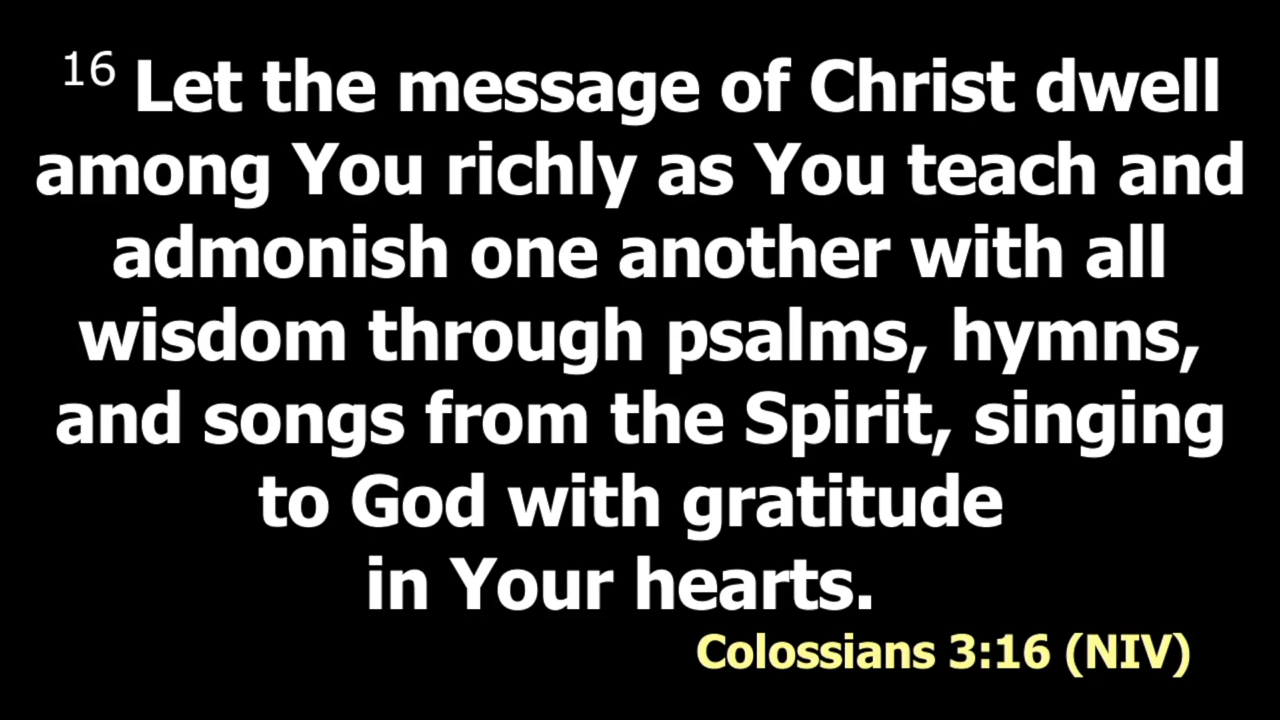 16 Let the message of Christ dwell
among You richly as You teach and
admonish one another with all
wisdom through psalms, hymns,
and songs from the Spirit, singing
to God with gratitude
in Your hearts.
Colossians 3:16 (NIV)